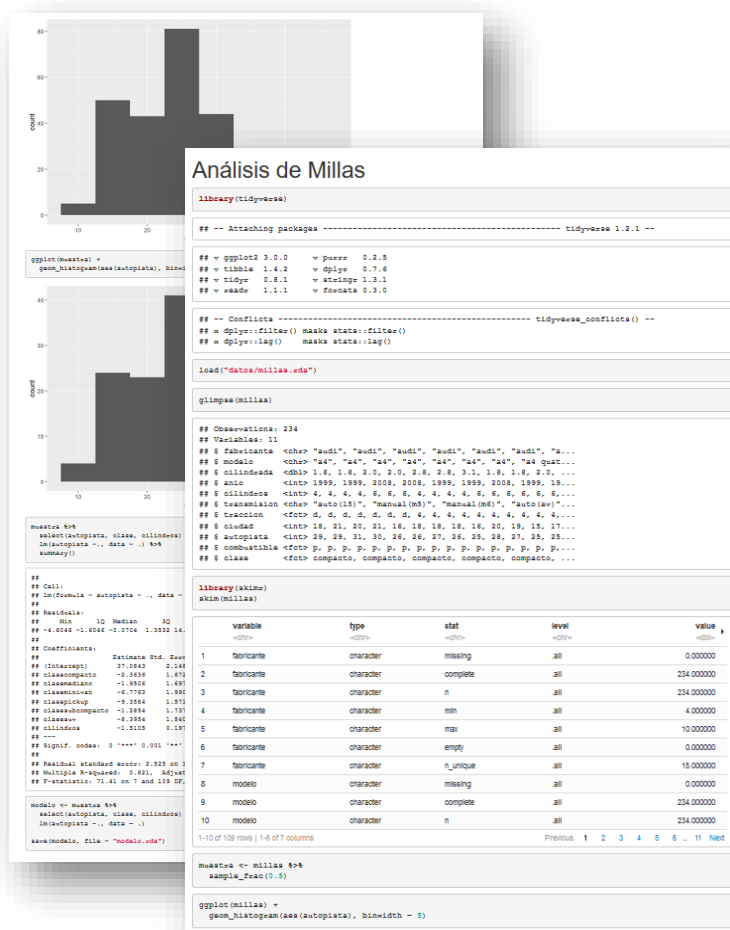 80
60
40
20
0
count
10
20
ggplot(muestra) +
geom_histogram(aes(autopista),
40
30
20
10
0
count
10
20
muestra %>%
select(autopista, clase, cilindros)
lm(autopista ~., data = .) %>%
summary()
##
## Call:
## lm(formula = autopista ~ ., data =
##
## Residuals:
## Min 1Q Median 3Q
## -4.6046 -1.6046 -0.0704 1.3532 14.
##
## Coefficients:
## Estimate Std.
## (Intercept) 37.0843 2.148
## clasecompacto -2.3636 1.672
## clasemediano -1.9506 1.697
## claseminivan -6.7763 1.990
## clasepickup -9.3584 1.571
## clasesubcompacto -1.2854 1.737
## clasesuv -8.3954 1.540
## cilindros -1.5105 0.197
## ---
## Signif. codes: 0 '***' 0.001 '**'
##
## Residual standard error: 2.525 on 1
## Multiple R-squared: 0.821,
## F-statistic: 71.41 on 7 and 109 DF,
modelo <- muestra %>%
select(autopista, clase, cilindros)
lm(autopista ~., data = .)
save(modelo, file = "modelo.rda")
Análisis de Millas
library(tidyverse)
## -- Attaching packages ------------------------------------------ tidyverse 1.2.1 --
## v ggplot2 3.0.0 v purrr 0.2.5
## v tibble 1.4.2 v dplyr 0.7.6
## v tidyr 0.8.1 v stringr 1.3.1
## v readr 1.1.1 v forcats 0.3.0
## -- Conflicts --------------------------------------------- tidyverse_conflicts() --
## x dplyr::filter() masks stats::filter()
## x dplyr::lag() masks stats::lag()
load("datos/millas.rda")
glimpse(millas)
## Observations: 234
## Variables: 11
## $ fabricante <chr> "audi", "audi", "audi", "audi", "audi", "audi", "a...
## $ modelo <chr> "a4", "a4", "a4", "a4", "a4", "a4", "a4", "a4 quat...
## $ cilindrada <dbl> 1.8, 1.8, 2.0, 2.0, 2.8, 2.8, 3.1, 1.8, 1.8, 2.0, ...
## $ anio <int> 1999, 1999, 2008, 2008, 1999, 1999, 2008, 1999, 19...
## $ cilindros <int> 4, 4, 4, 4, 6, 6, 6, 4, 4, 4, 4, 6, 6, 6, 6, 6, 6,...
## $ transmision <chr> "auto(l5)", "manual(m5)", "manual(m6)", "auto(av)"...
## $ traccion <fct> d, d, d, d, d, d, d, 4, 4, 4, 4, 4, 4, 4, 4, 4, 4,...
## $ ciudad <int> 18, 21, 20, 21, 16, 18, 18, 18, 16, 20, 19, 15, 17...
## $ autopista <int> 29, 29, 31, 30, 26, 26, 27, 26, 25, 28, 27, 25, 25...
## $ combustible <fct> p, p, p, p, p, p, p, p, p, p, p, p, p, p, p, p, p,...
## $ clase <fct> compacto, compacto, compacto, compacto, compacto, ...
library(skimr)
skim(millas)
variable type stat level value
<chr> <chr> <chr> <chr> <dbl>
1 fabricante character missing .all 0.000000
2 fabricante character complete .all 234.000000
3 fabricante character n .all 234.000000
4 fabricante character min .all 4.000000
5 fabricante character max .all 10.000000
6 fabricante character empty .all 0.000000
7 fabricante character n_unique .all 15.000000
8 modelo character missing .all 0.000000
9 modelo character complete .all 234.000000
10 modelo character n .all 234.000000
1-10 of 109 rows | 1-6 of 7 columns Previous 1 2 3 4 5 6 .. 11 Next
muestra <- millas %>%
sample_frac(0.5)
ggplot(millas) +
geom_histogram(aes(autopista), binwidth = 5)